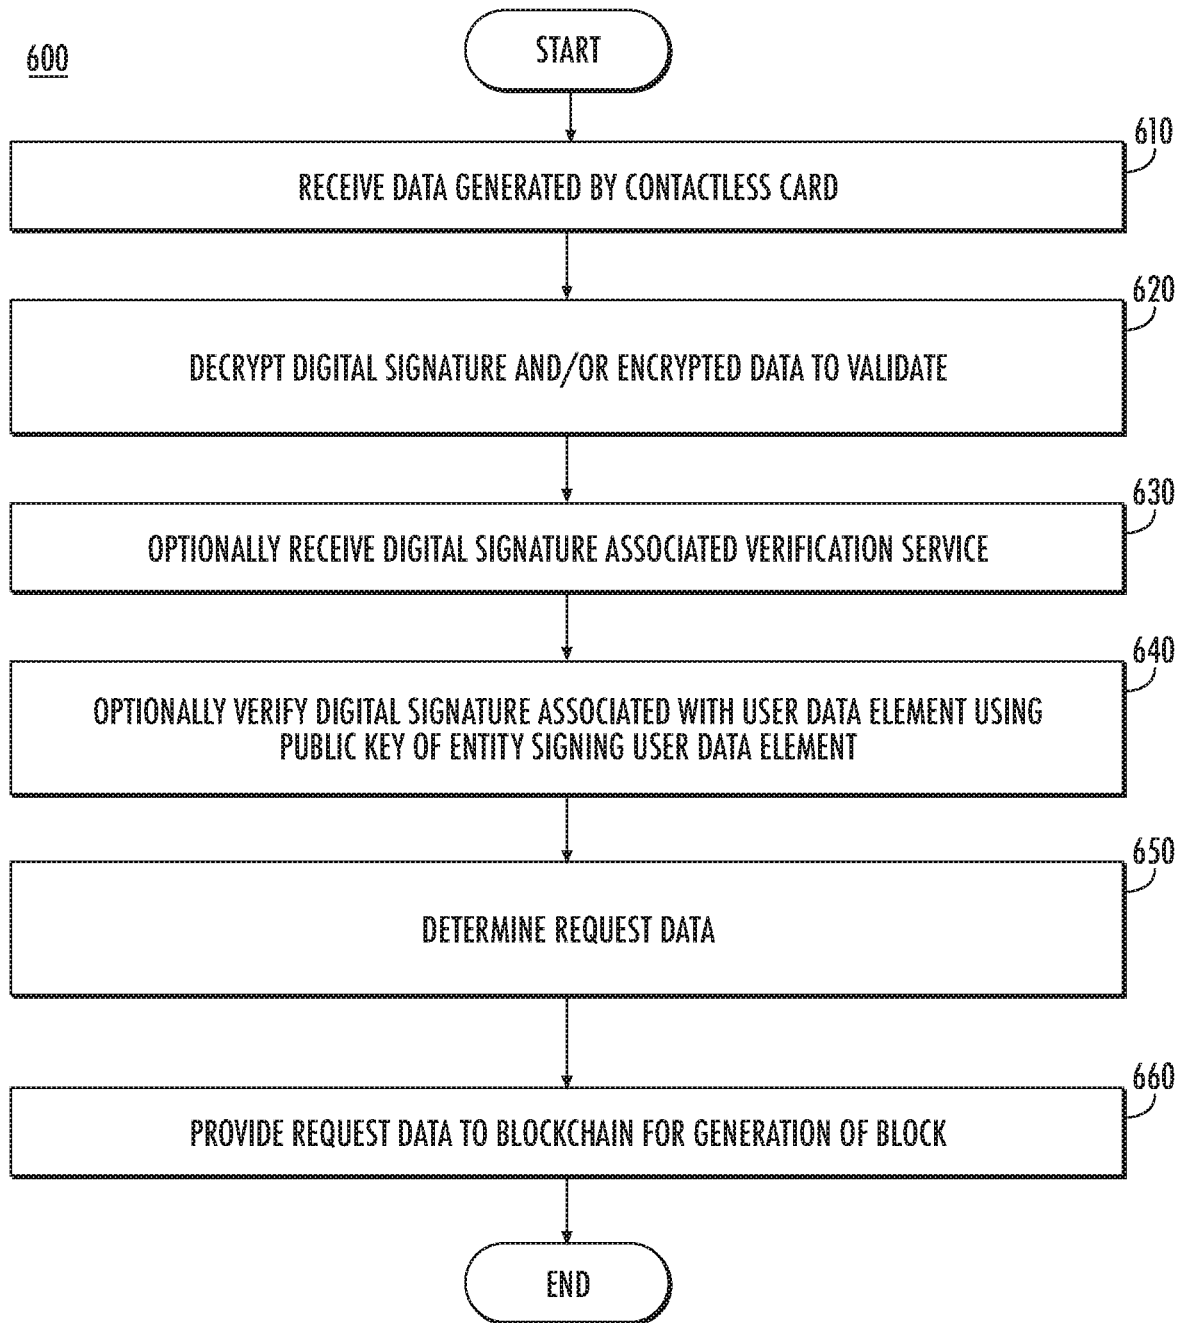 600
START
610
RECEIVE DATA GENERATED BY CONTACTLESS CARD
620
DECRYPT DIGITAL SIGNATURE AND/OR ENCRYPTED DATA TO VALIDATE
630
OPTIONALLY RECEIVE DIGITAL SIGNATURE ASSOCIATED VERIFICATION SERVICE
640
OPTIONALLY VERIFY DIGITAL SIGNATURE ASSOCIATED WITH USER DATA ELEMENT USING
PUBLIC KEY OF ENTITY SIGNING USER DATA ELEMENT
650
DETERMINE REQUEST DATA
660
PROVIDE REQUEST DATA TO BLOCKCHAIN FOR GENERATION OF BLOCK
END